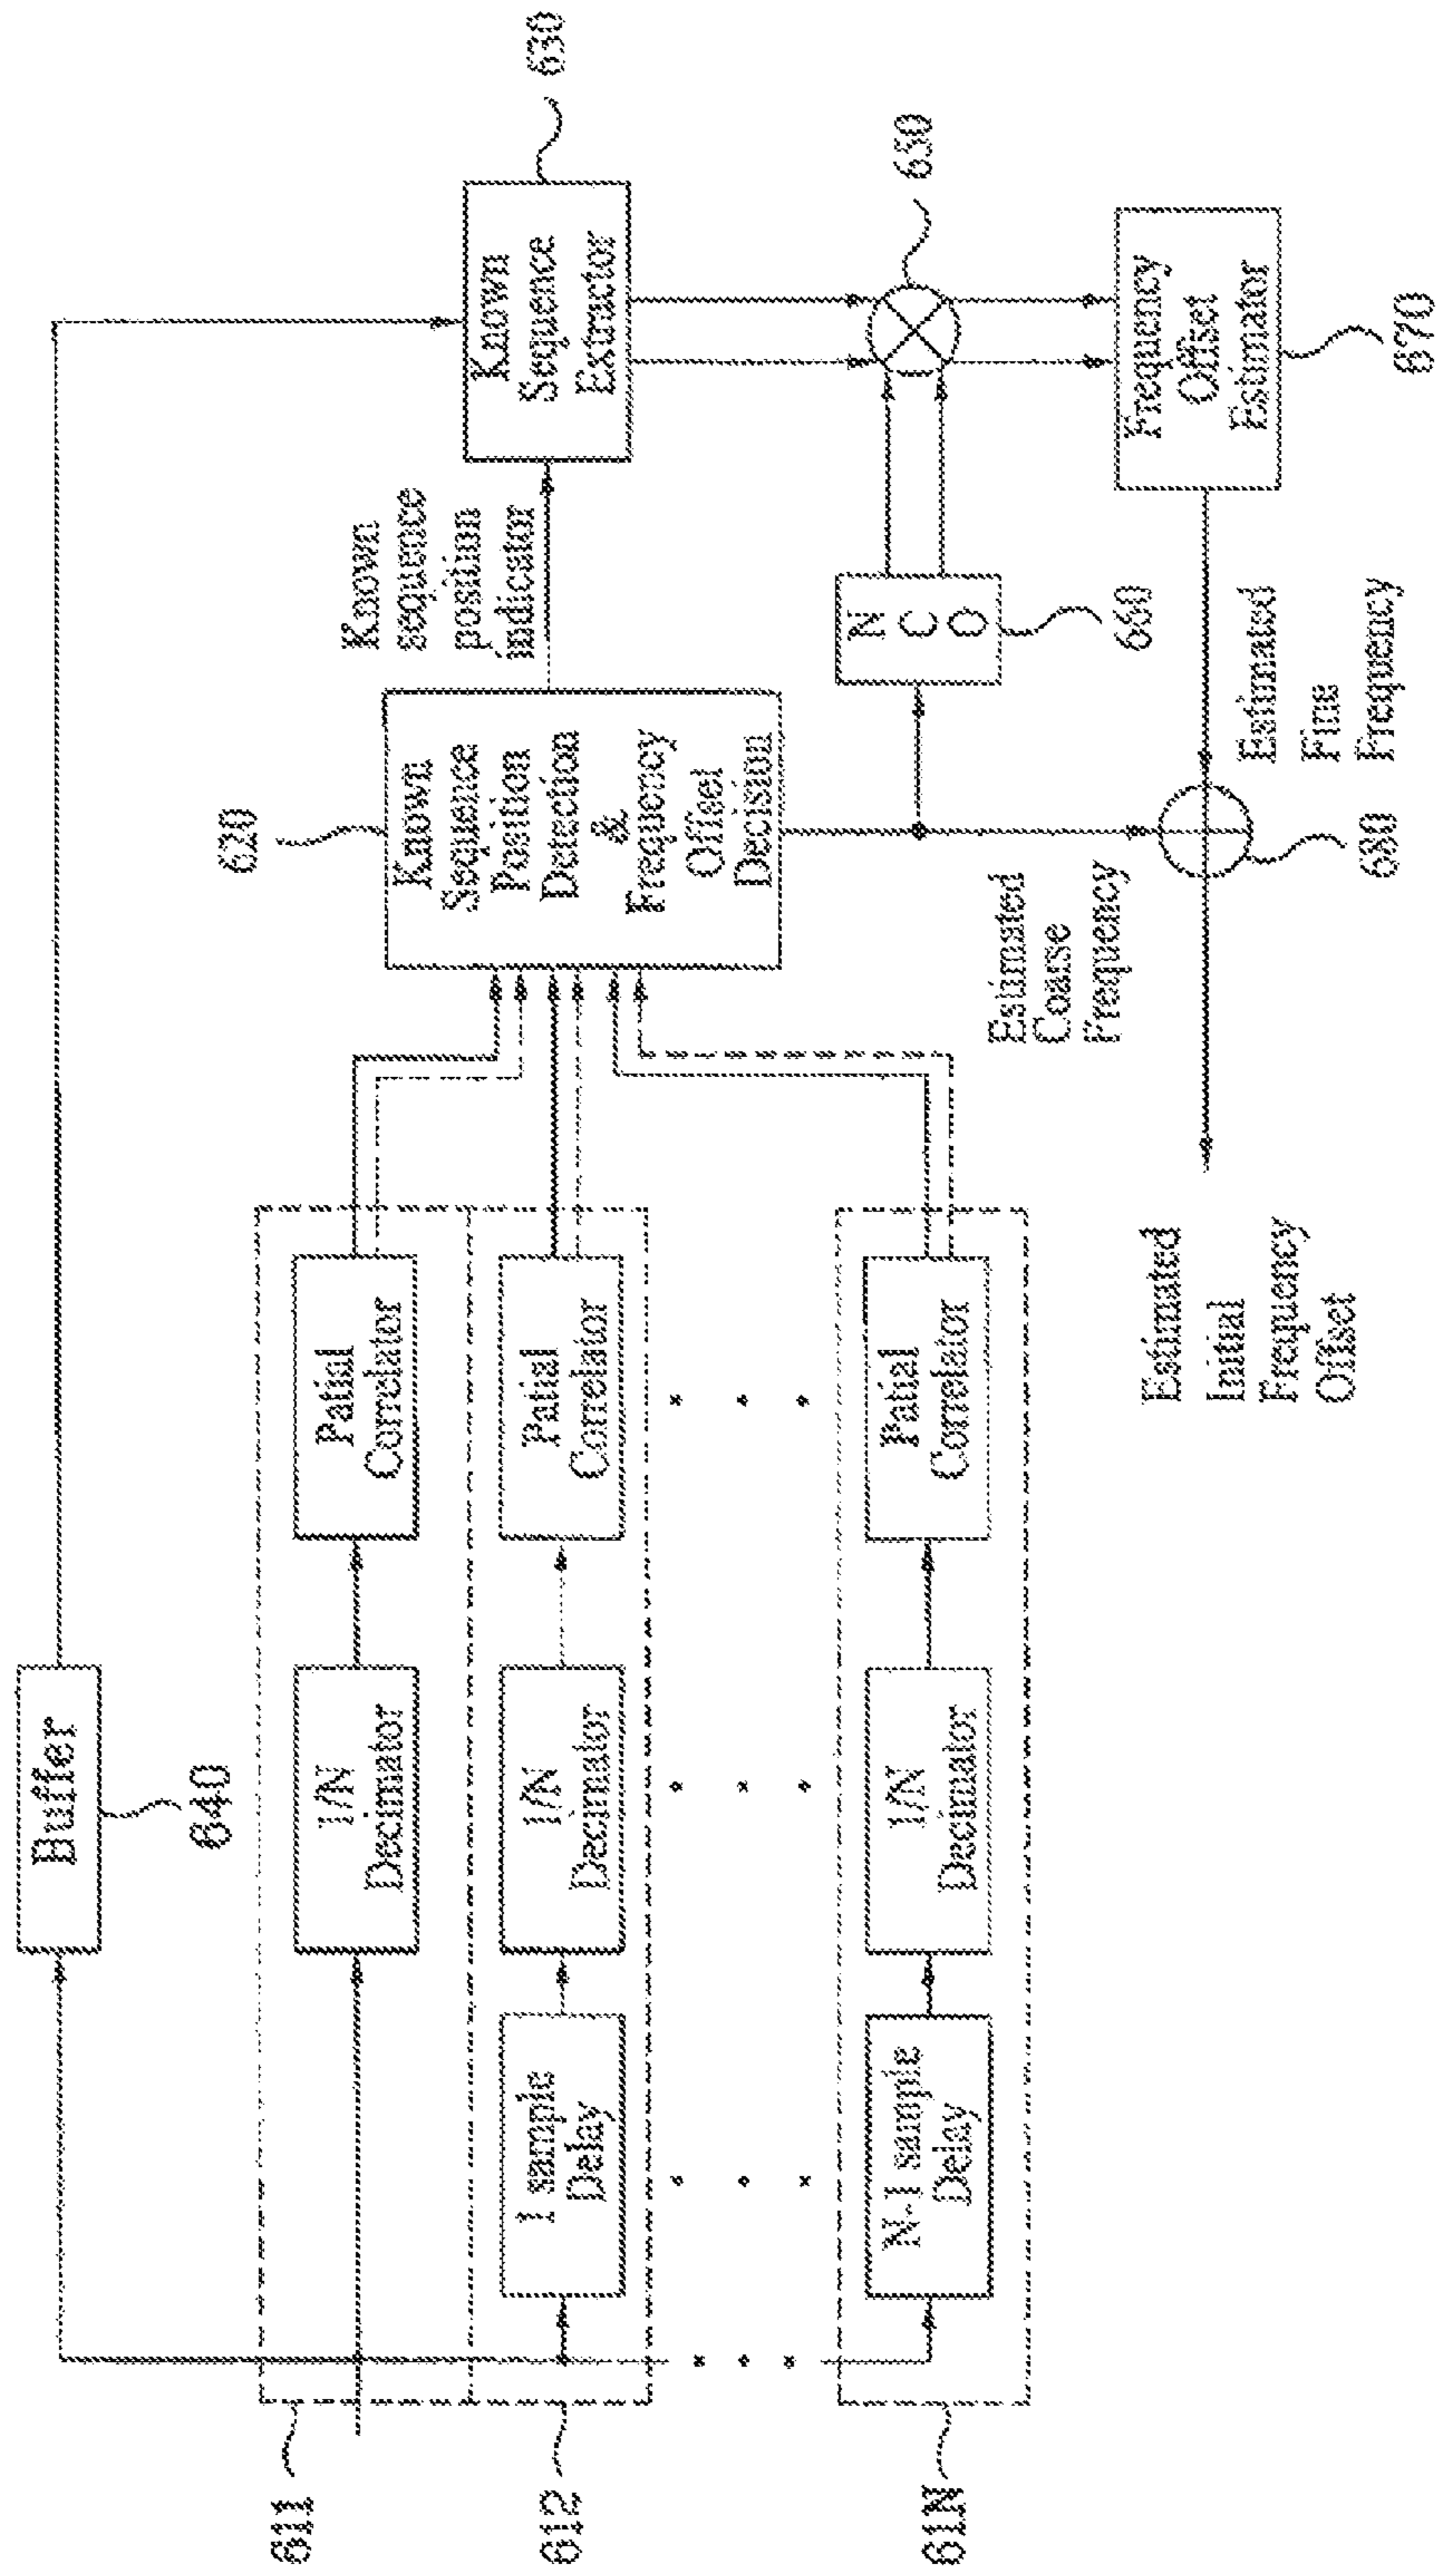 Buffer
640
611
1/N
Decimator
Patial
Correlator
612
1 sample
Delay
1/N
Decimator
Patial
Correlator
61N
N-1 sample
Delay
1/N
Decimator
Patial
Correlator
620
Known
Sequence
Position
Detection
&
Frequency
Offset
Decision
Known
sequence
position
indicator
Known
Sequence
Extractor
630
650
N
C
O
660
Frequency
Offset
Estimator
670
Estimated
Coarse
Frequency
Estimated
Fine
Frequency
680
Estimated
Initial
Frequency
Offset